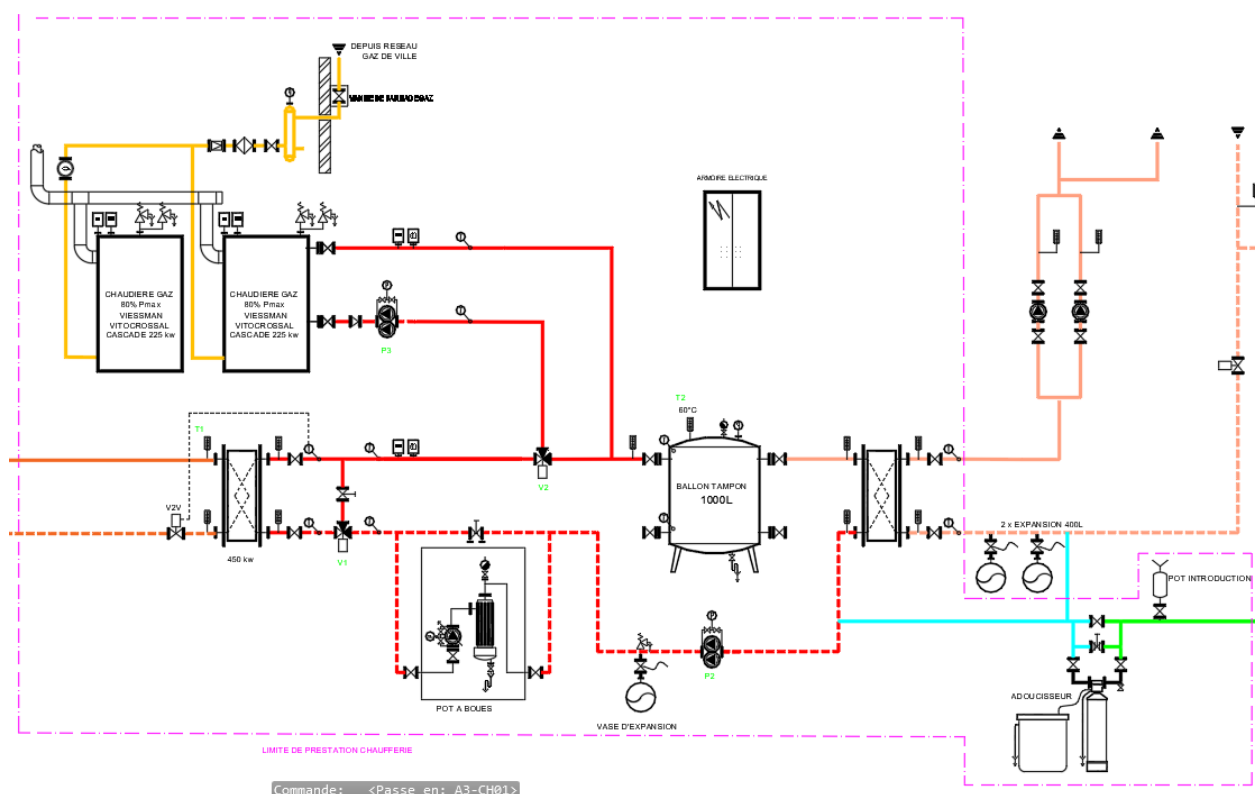 DEPUIS RESEAU
GAZ DE VILLE
ARMOIRE ELECTRIQUE
CHAUDIERE GAZ
80% Pmax
VIESSMAN
VITOCROSSAL
CASCADE 225 kw
CHAUDIERE GAZ
80% Pmax
VIESSMAN
VITOCROSSAL
CASCADE 225 kw
P3
T1
T2
60°C
V2
BALLON TAMPON
1000L
V2V
450 kw
V1
2 x EXPANSION 400L
POT INTRODUCTION
P2
ADOUCISSEUR
POT A BOUES
VASE D'EXPANSION
LIMITE DE PRESTATION CHAUFFERIE
Commande: <Passe en: A3-CH01>